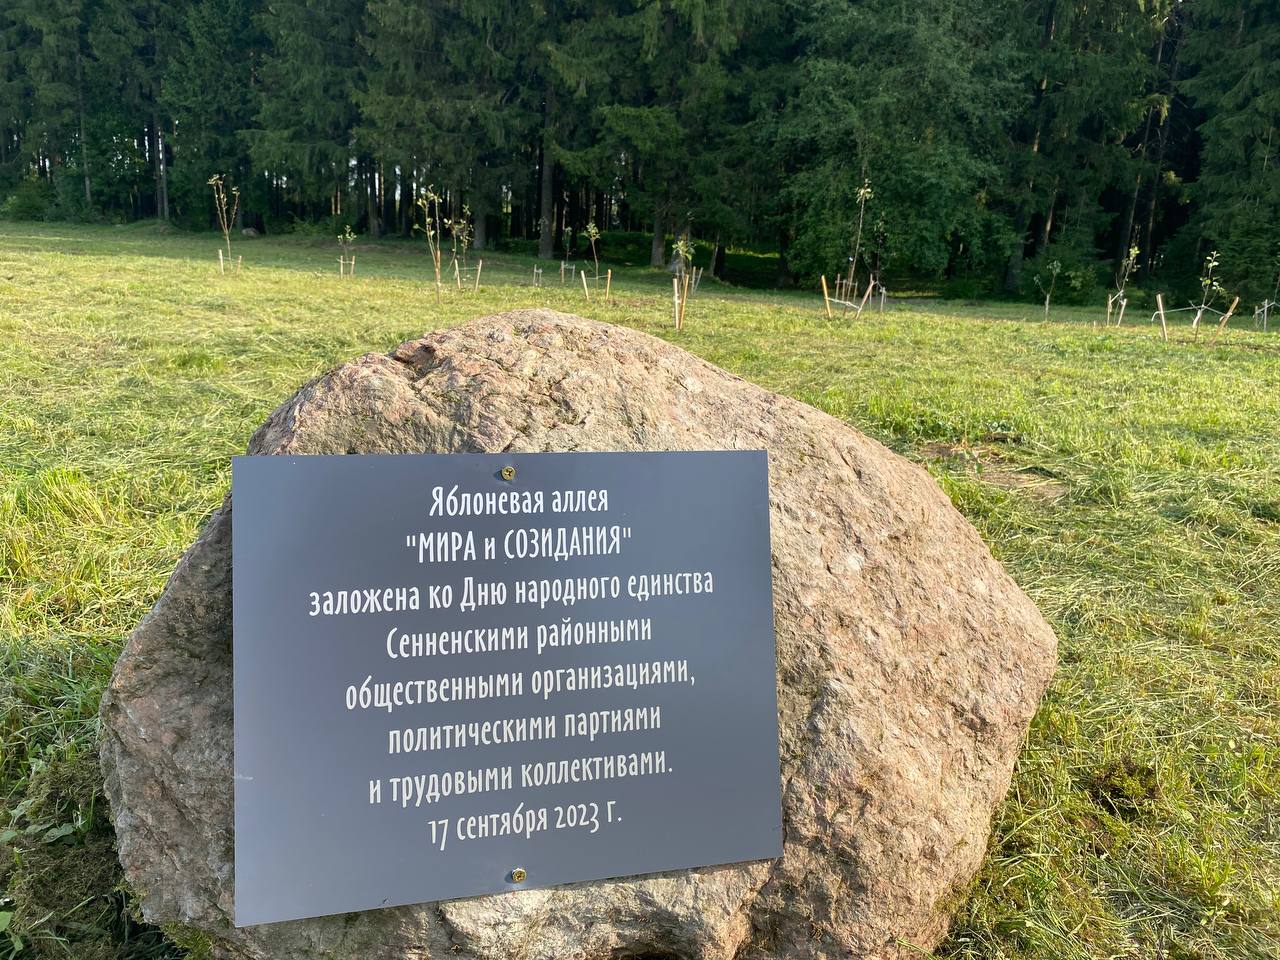 Яблоневая аллея
"МИРА и СОЗИДАНИЯ"
заложена ко Дню народного единства
Сенненскими районными
общественными организациями,
политическими партиями
и трудовыми коллективами.
17 сентября 2023 г.